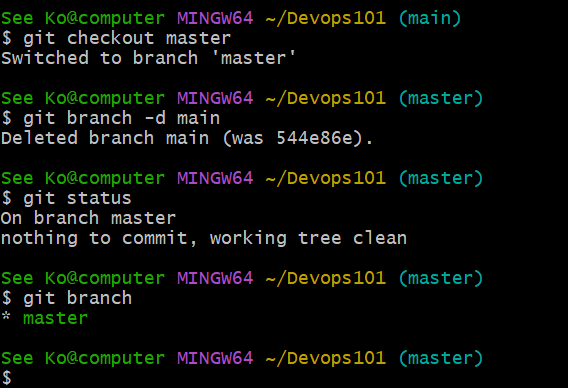 See Ko@computer MINGW64 ~/Devops101 (main)
$ git checkout master
Switched to branch 'master'
See Ko@computer MINGW64 ~/Devops101 (master)
$ git branch -d main
Deleted branch main (was 544e86e).
See Ko@computer MINGW64 ~/Devops101 (master)
$ git status
On branch master
nothing to commit, working tree clean
See Ko@computer MINGW64 ~/Devops101 (master)
$ git branch
* master
See Ko@computer MINGW64 ~/Devops101 (master)
$